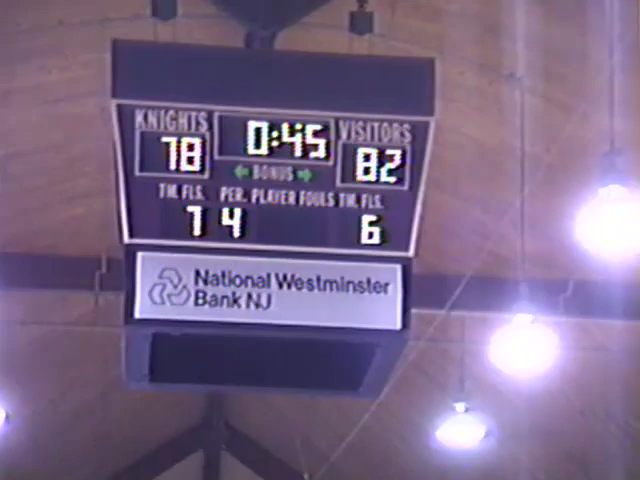 KNIGHTS 0:45 VISITORS
78 BONUS 82
TM. FLS. PER. PLAYER FOULS TM. FLS.
7 4 6
National Westminster
Bank NJ